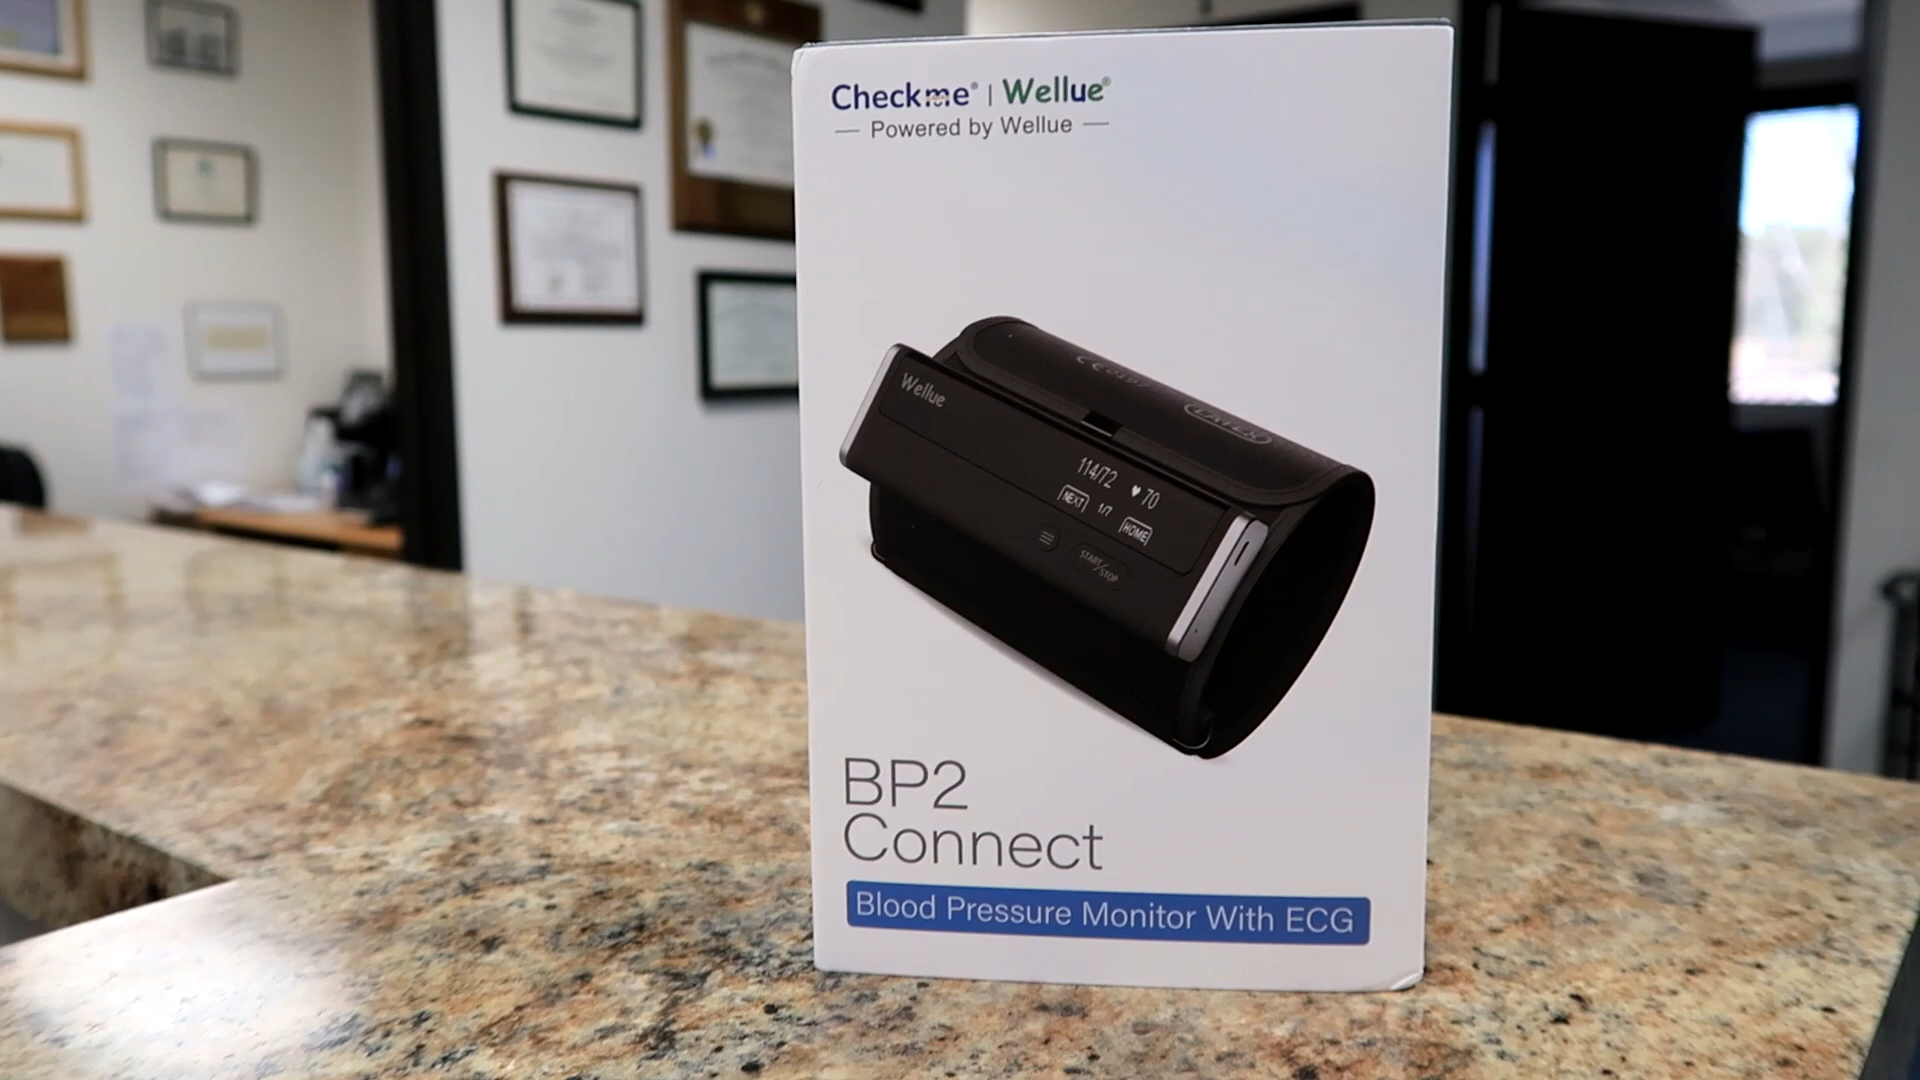 Checkme® | Wellue®
— Powered by Wellue —
Wellue
114/72 ♥ 70
NEXT 1/7 HOME
START/STOP
LATEX
BP2
Connect
Blood Pressure Monitor With ECG